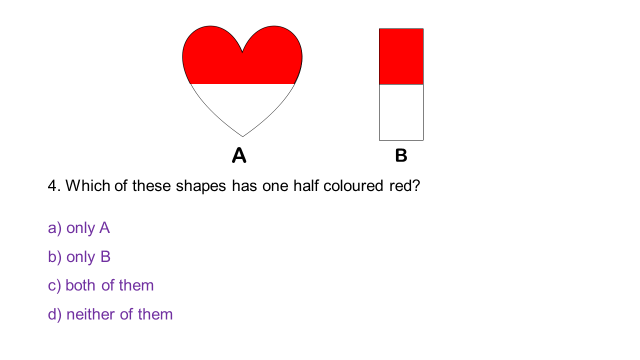 A B
4. Which of these shapes has one half coloured red?
a) only A
b) only B
c) both of them
d) neither of them